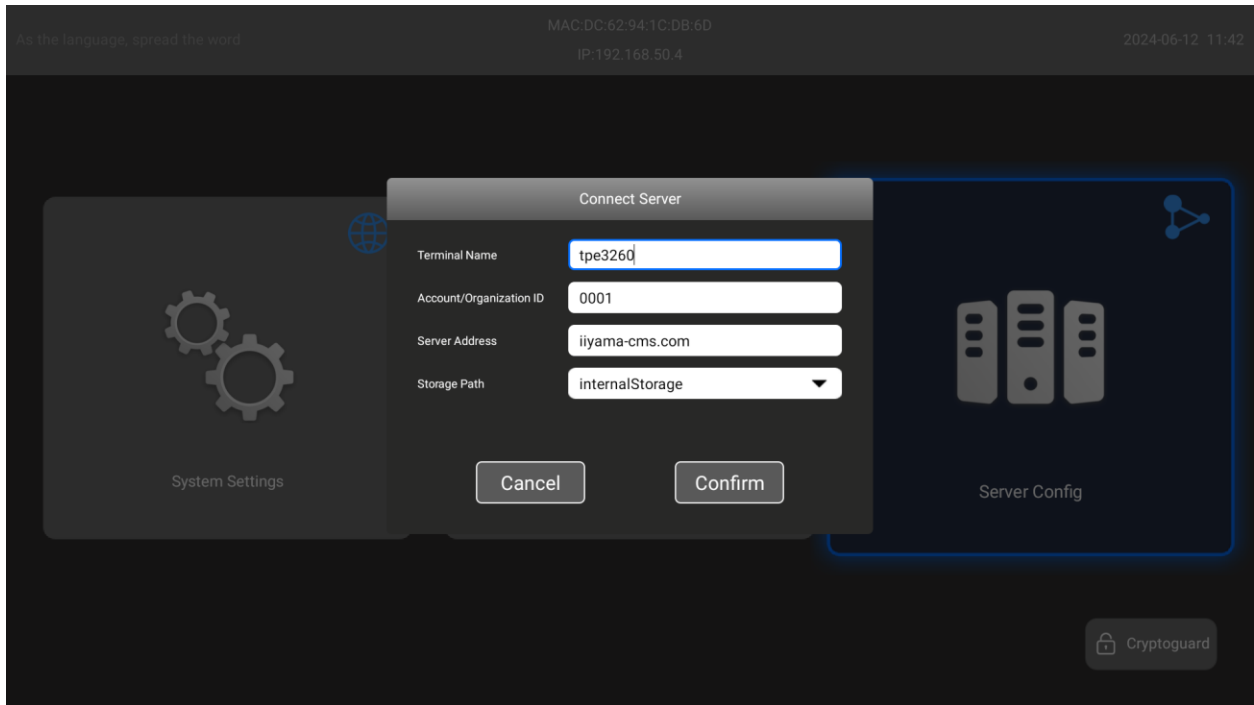 As the language, spread the word
MAC:DC:62:94:1C:DB:6D
IP:192.168.50.4
2024-06-12 11:42
Connect Server
Terminal Name
tpe3260
Account/Organization ID
0001
Server Address
iiyama-cms.com
Storage Path
internalStorage
Cancel
Confirm
System Settings
Server Config
Cryptoguard